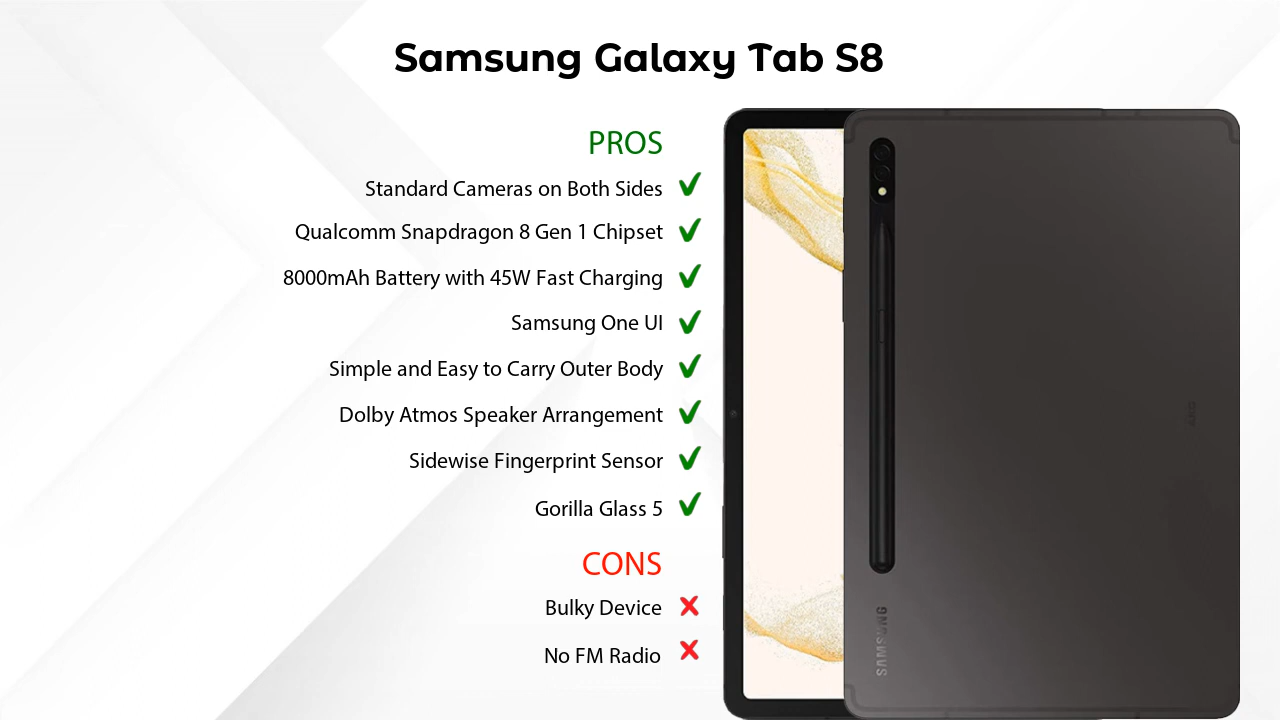 Samsung Galaxy Tab S8
PROS
Standard Cameras on Both Sides
Qualcomm Snapdragon 8 Gen 1 Chipset
8000mAh Battery with 45W Fast Charging
Samsung One UI
Simple and Easy to Carry Outer Body
Dolby Atmos Speaker Arrangement
Sidewise Fingerprint Sensor
Gorilla Glass 5
CONS
Bulky Device
No FM Radio
SAMSUNG